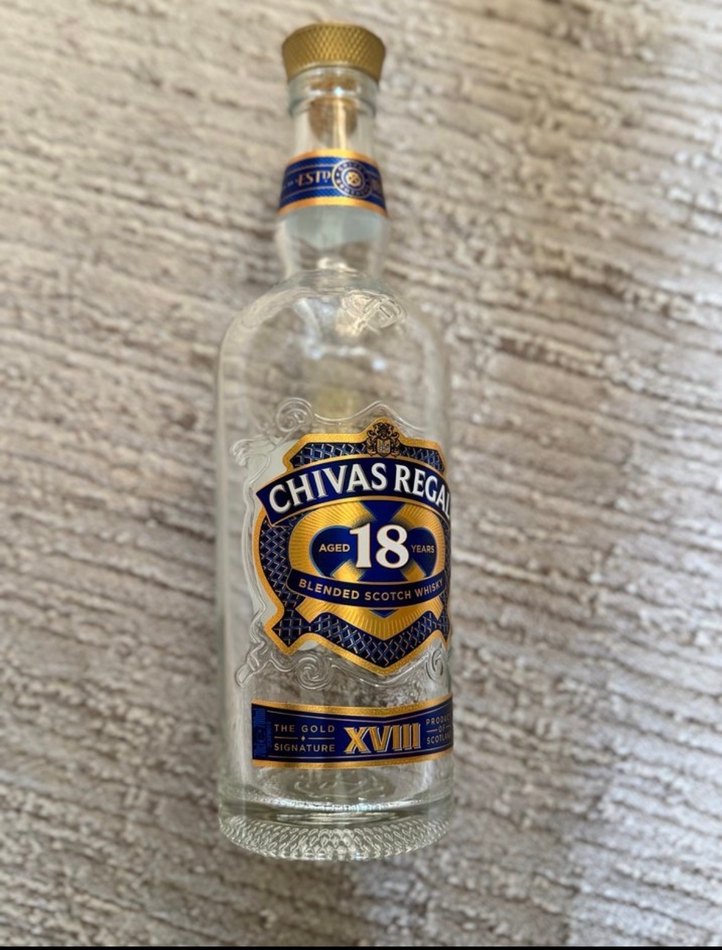 ESTD
CHIVAS REGAL
AGED 18 YEARS
BLENDED SCOTCH WHISKY
THE GOLD
SIGNATURE
XVIII